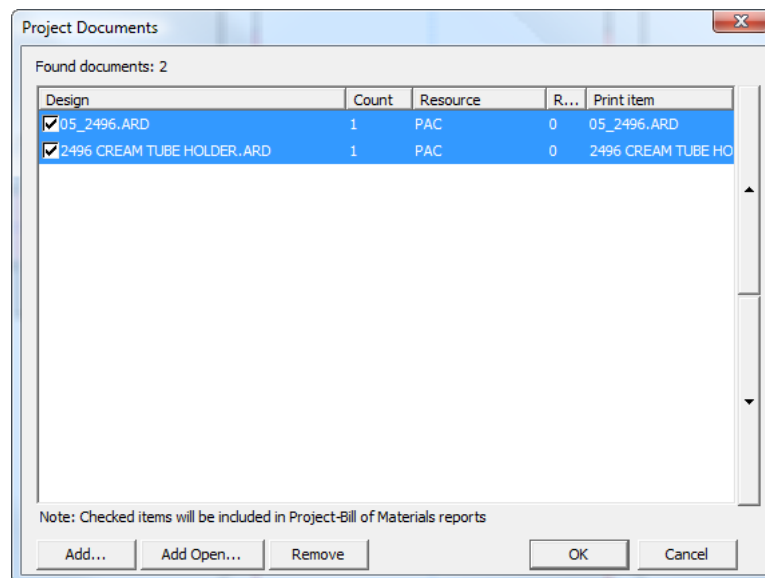 Project Documents
Found documents: 2
Design Count Resource R... Print item
05_2496.ARD 1 PAC 0 05_2496.ARD
2496 CREAM TUBE HOLDER.ARD 1 PAC 0 2496 CREAM TUBE HO
Note: Checked items will be included in Project-Bill of Materials reports
Add... Add Open... Remove OK Cancel